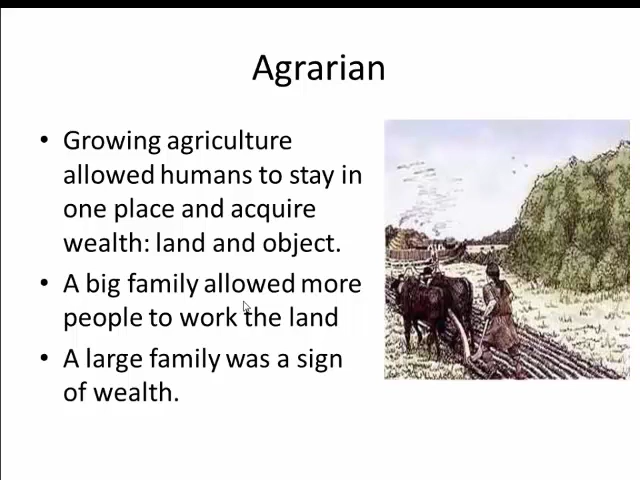 Agrarian
• Growing agriculture
allowed humans to stay in
one place and acquire
wealth: land and object.
• A big family allowed more
people to work the land
• A large family was a sign
of wealth.